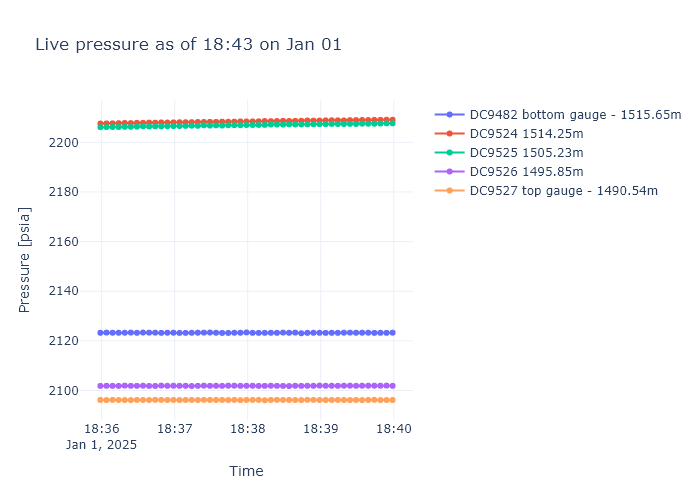 Live pressure as of 18:43 on Jan 01
DC9482 bottom gauge - 1515.65m
DC9524 1514.25m
DC9525 1505.23m
DC9526 1495.85m
DC9527 top gauge - 1490.54m
Pressure [psia]
2200
2180
2160
2140
2120
2100
18:36 18:37 18:38 18:39 18:40
Jan 1, 2025
Time